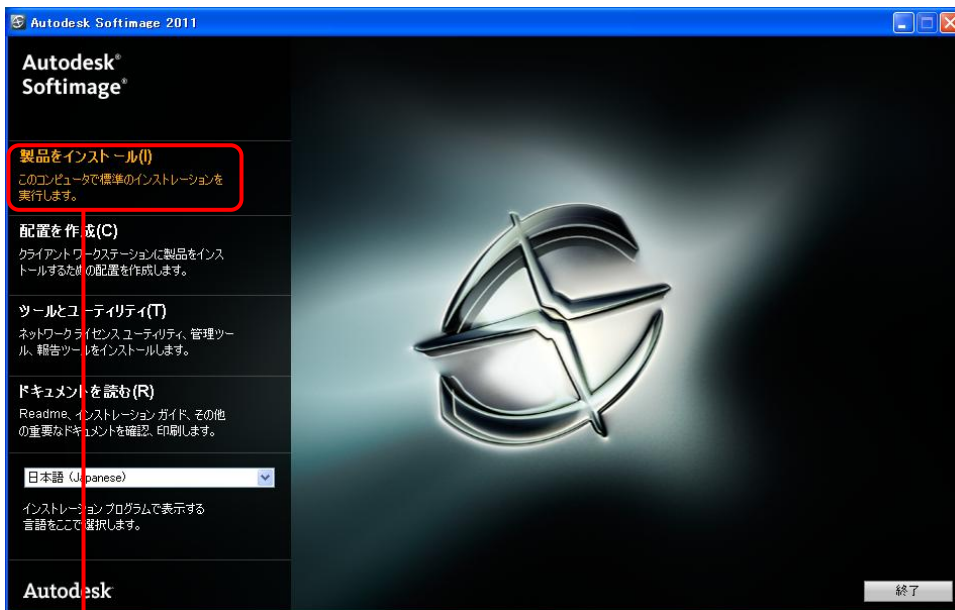 Autodesk Softimage 2011
Autodesk®
Softimage®
製品をインストール(I)
このコンピュータで標準のインストレーションを
実行します。
配置を作成(C)
クライアント ワークステーションに製品をインス
トールするための配置を作成します。
ツールとユーティリティ(T)
ネットワーク ライセンス ユーティリティ、管理ツー
ル、報告ツールをインストールします。
ドキュメントを読む(R)
Readme、インストレーション ガイド、その他
の重要なドキュメントを確認、印刷します。
日本語 (Japanese)
インストレーション プログラムで表示する
言語をここで選択します。
Autodesk
終了